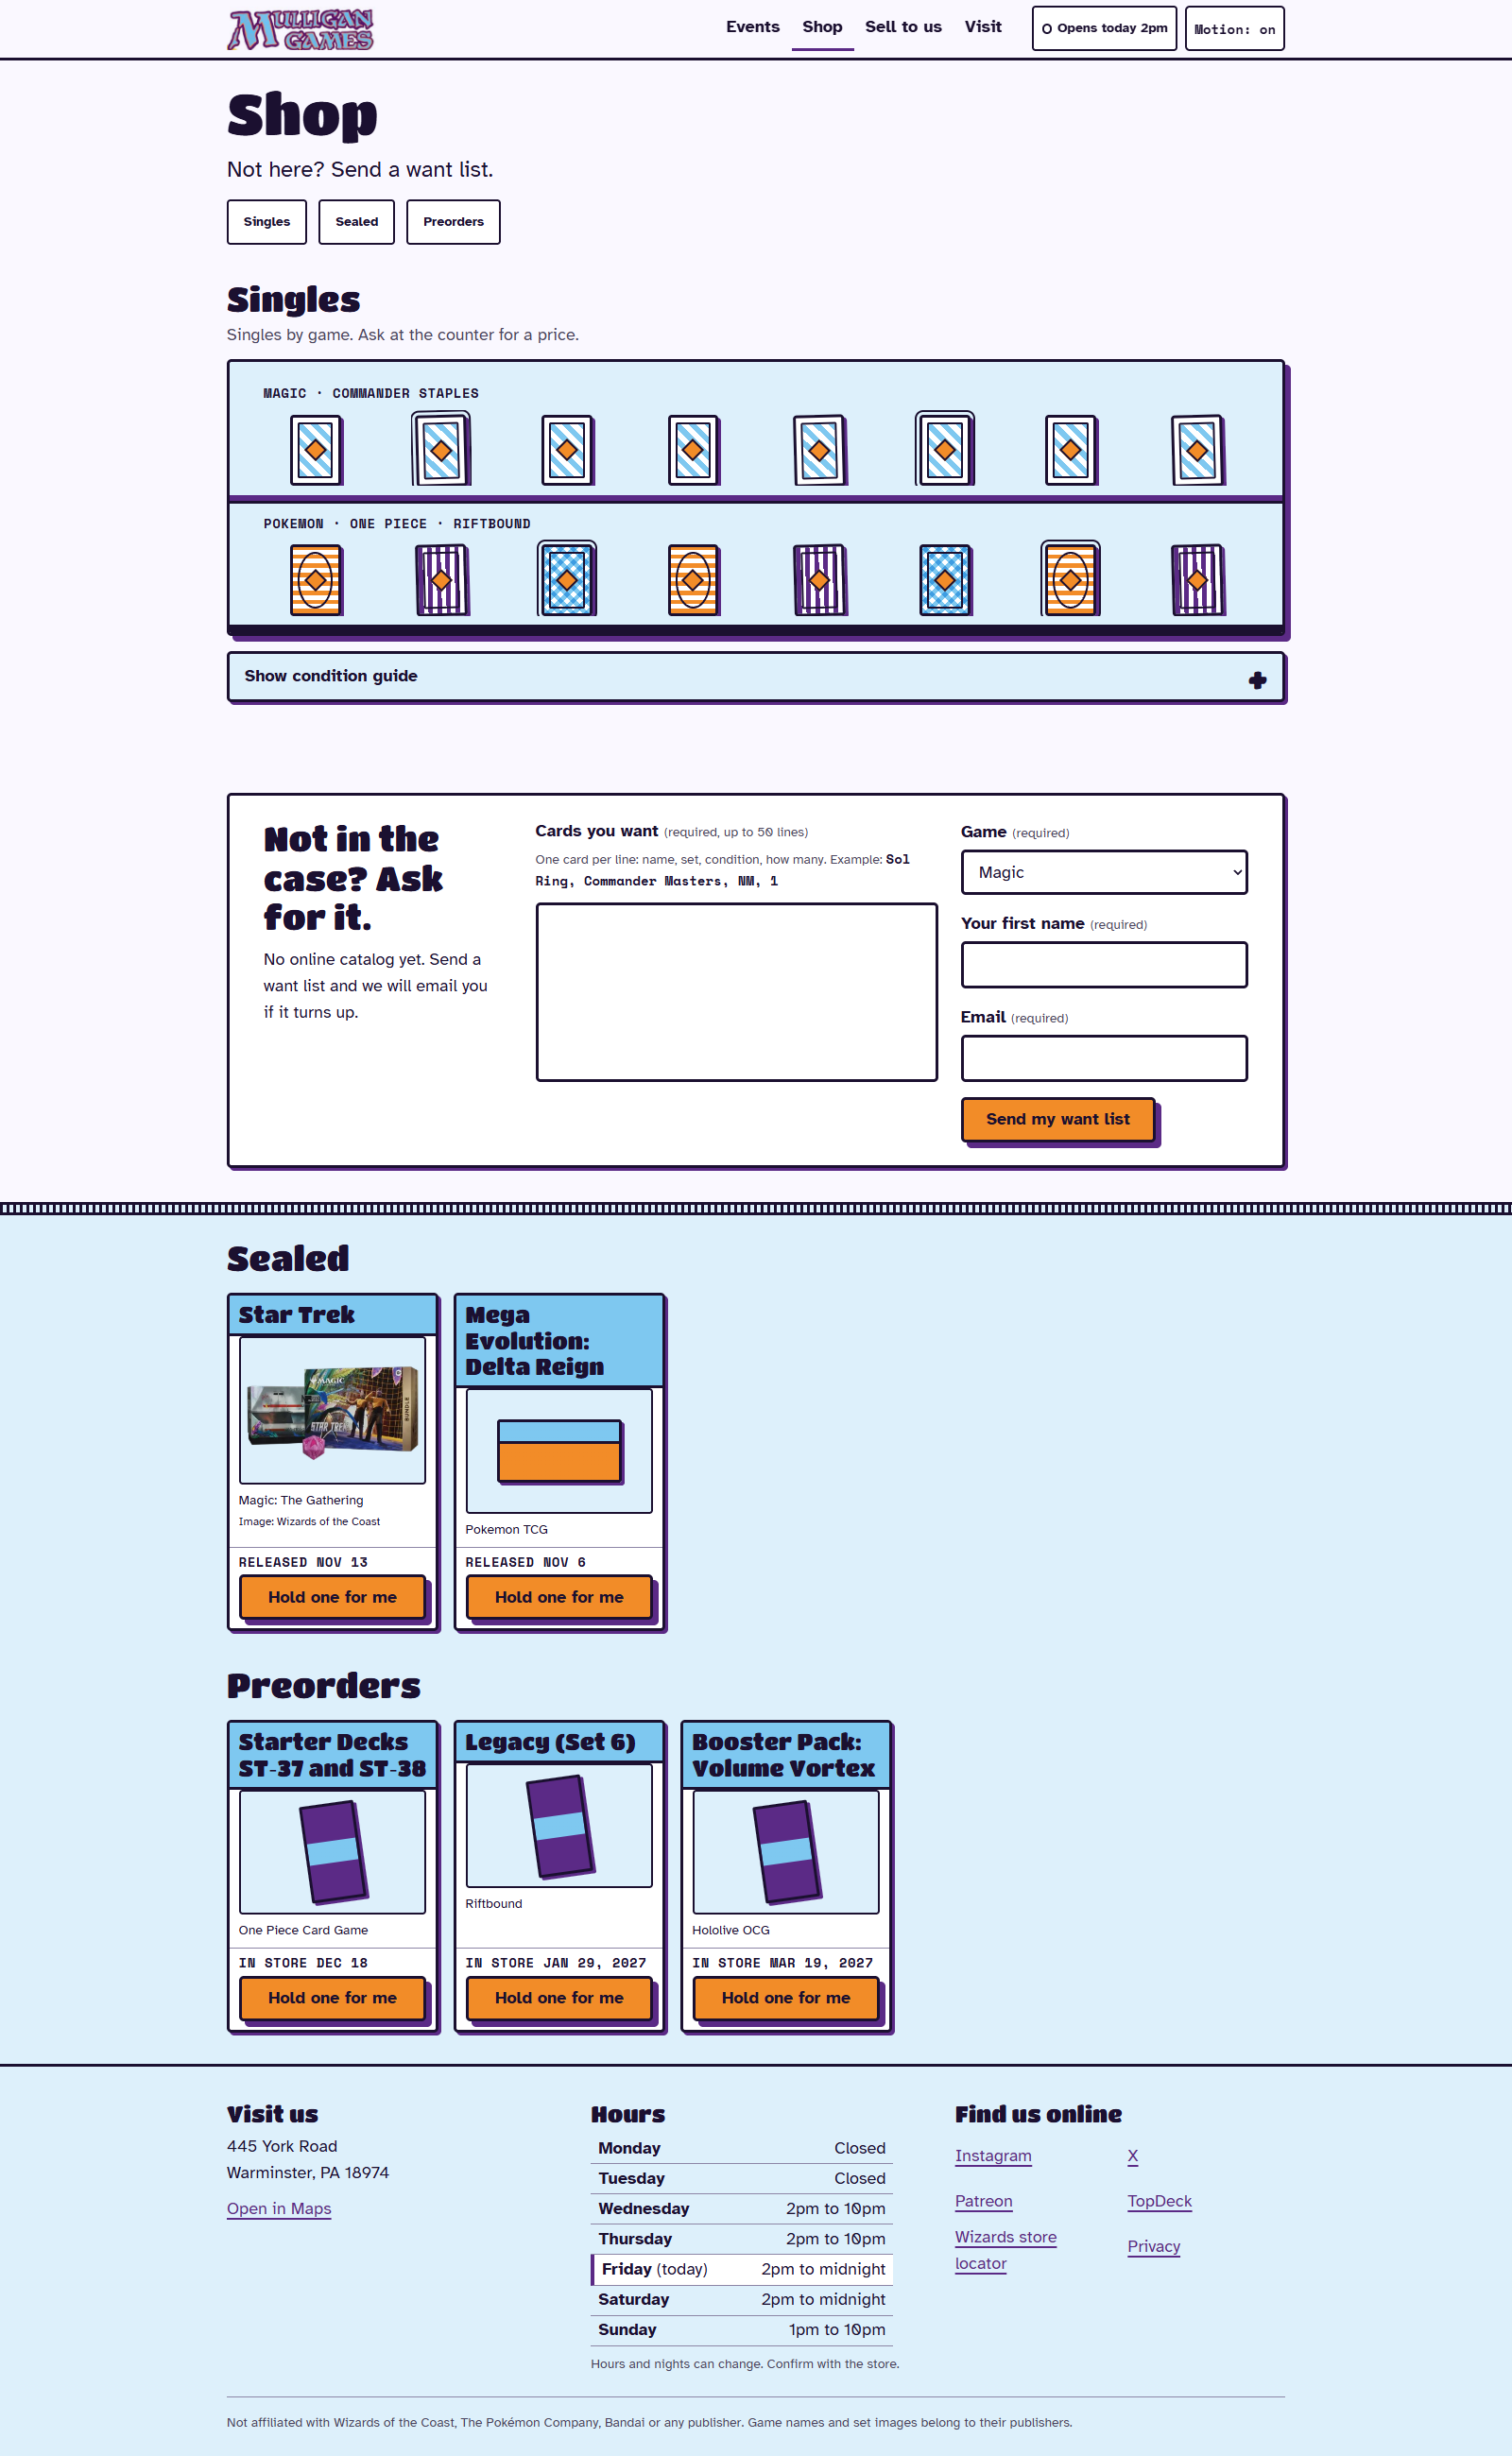 MULLIGAN GAMES
Events
Shop
Sell to us
Visit
Opens today 2pm
Motion: on
Shop
Not here? Send a want list.
Singles
Sealed
Preorders
Singles
Singles by game. Ask at the counter for a price.
MAGIC · COMMANDER STAPLES
POKEMON · ONE PIECE · RIFTBOUND
Show condition guide
Not in the
case? Ask
for it.
No online catalog yet. Send a
want list and we will email you
if it turns up.
Cards you want (required, up to 50 lines)
One card per line: name, set, condition, how many. Example: Sol
Ring, Commander Masters, NM, 1
Game (required)
Magic
Your first name (required)
Email (required)
Send my want list
Sealed
Star Trek
MAGIC
STAR TREK
BUNDLE
Magic: The Gathering
Image: Wizards of the Coast
RELEASED NOV 13
Hold one for me
Mega
Evolution:
Delta Reign
Pokemon TCG
RELEASED NOV 6
Hold one for me
Preorders
Starter Decks
ST-37 and ST-38
One Piece Card Game
IN STORE DEC 18
Hold one for me
Legacy (Set 6)
Riftbound
IN STORE JAN 29, 2027
Hold one for me
Booster Pack:
Volume Vortex
Hololive OCG
IN STORE MAR 19, 2027
Hold one for me
Visit us
445 York Road
Warminster, PA 18974
Open in Maps
Hours
Monday Closed
Tuesday Closed
Wednesday 2pm to 10pm
Thursday 2pm to 10pm
Friday (today) 2pm to midnight
Saturday 2pm to midnight
Sunday 1pm to 10pm
Hours and nights can change. Confirm with the store.
Find us online
Instagram
X
Patreon
TopDeck
Wizards store
locator
Privacy
Not affiliated with Wizards of the Coast, The Pokémon Company, Bandai or any publisher. Game names and set images belong to their publishers.